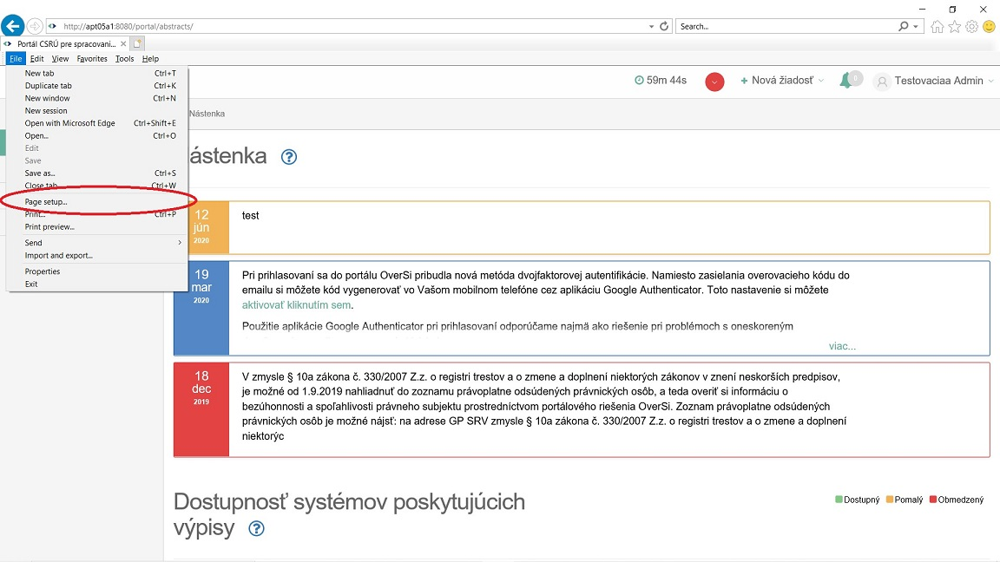 http://apt05a1:8080/portal/abstracts/
Search...
Portál CSRÚ pre spracovani...
File Edit View Favorites Tools Help
New tab Ctrl+T
Duplicate tab Ctrl+K
New window Ctrl+N
New session
Open with Microsoft Edge Ctrl+Shift+E
Open... Ctrl+O
Edit
Save
Save as... Ctrl+S
Close tab Ctrl+W
Page setup...
Print... Ctrl+P
Print preview...
Send
Import and export...
Properties
Exit
59m 44s
+ Nová žiadosť
0
Testovaciaa Admin
Nástenka
ástenka ?
12
jún
2020
test
19
mar
2020
Pri prihlasovaní sa do portálu OverSi pribudla nová metóda dvojfaktorovej autentifikácie. Namiesto zasielania overovacieho kódu do
emailu si môžete kód vygenerovať vo Vašom mobilnom telefóne cez aplikáciu Google Authenticator. Toto nastavenie si môžete
aktivovať kliknutím sem.
Použitie aplikácie Google Authenticator pri prihlasovaní odporúčame najmä ako riešenie pri problémoch s oneskoreným
viac...
18
dec
2019
V zmysle § 10a zákona č. 330/2007 Z.z. o registri trestov a o zmene a doplnení niektorých zákonov v znení neskorších predpisov,
je možné od 1.9.2019 nahliadnuť do zoznamu právoplatne odsúdených právnických osôb, a teda overiť si informáciu o
bezúhonnosti a spoľahlivosti právneho subjektu prostredníctvom portálového riešenia OverSi. Zoznam právoplatne odsúdených
právnických osôb je možné nájsť: na adrese GP SRV zmysle § 10a zákona č. 330/2007 Z.z. o registri trestov a o zmene a doplnení
niektorýc
Dostupnosť systémov poskytujúcich
výpisy ?
Dostupný Pomalý Obmedzený